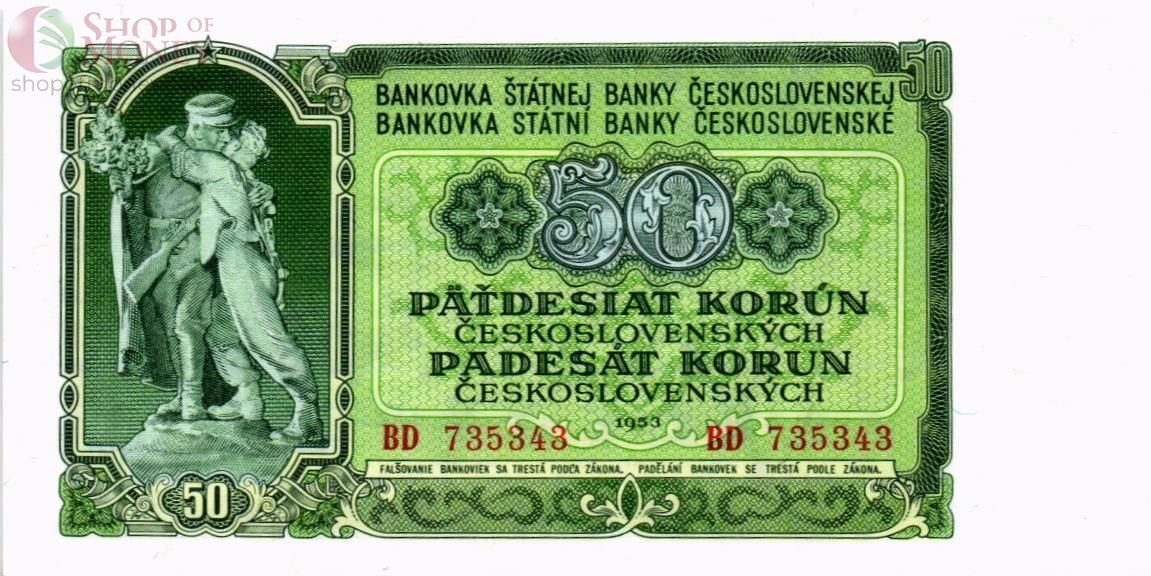 SHOP OF
MONEY
shop
50
BANKOVKA ŠTÁTNEJ BANKY ČESKOSLOVENSKEJ
BANKOVKA STÁTNÍ BANKY ČESKOSLOVENSKÉ
50
PÄŤDESIAT KORÚN
ČESKOSLOVENSKÝCH
PADESÁT KORUN
ČESKOSLOVENSKÝCH
1953
BD 735343 BD 735343
FALŠOVANIE BANKOVIEK SA TRESTÁ PODĽA ZÁKONA. PADĚLÁNÍ BANKOVEK SE TRESTÁ PODLE ZÁKONA.
50